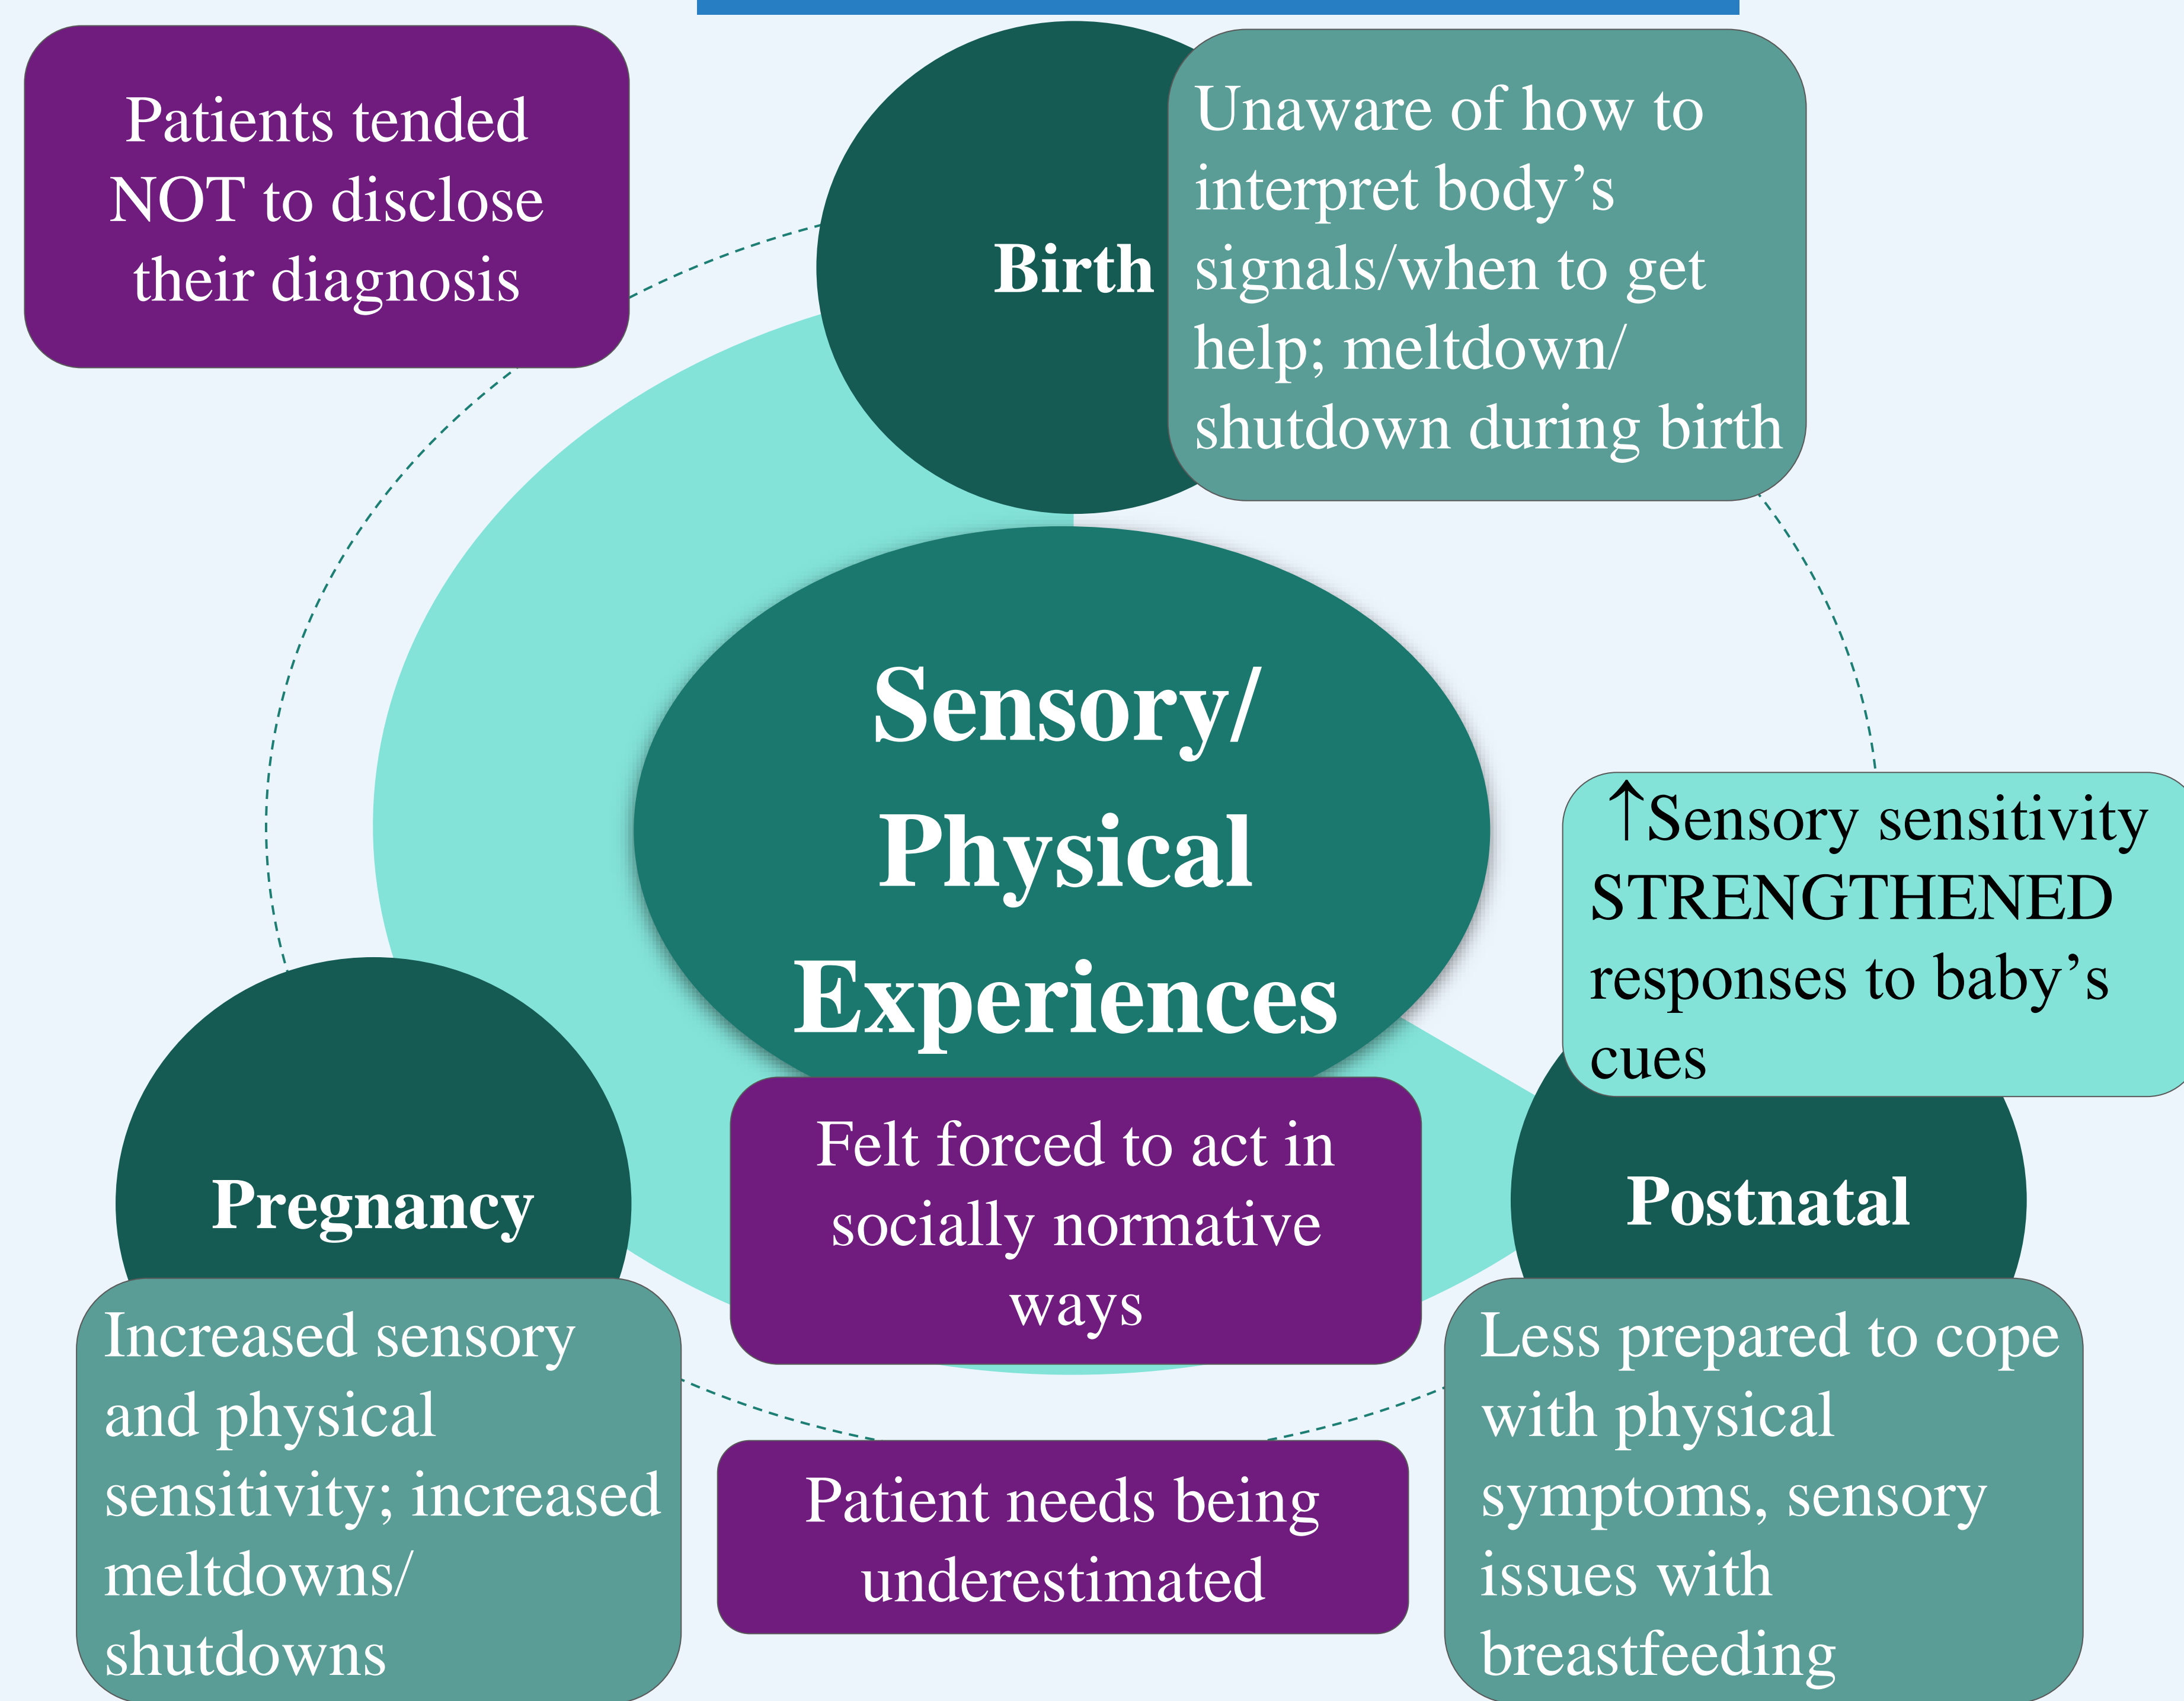 Patients tended
NOT to disclose
their diagnosis
Birth
Unaware of how to
interpret body’s
signals/when to get
help; meltdown/
shutdown during birth
Sensory/
Physical
Experiences
↑Sensory sensitivity
STRENGTHENED
responses to baby’s
cues
Pregnancy
Increased sensory
and physical
sensitivity; increased
meltdowns/
shutdowns
Felt forced to act in
socially normative
ways
Patient needs being
underestimated
Postnatal
Less prepared to cope
with physical
symptoms, sensory
issues with
breastfeeding